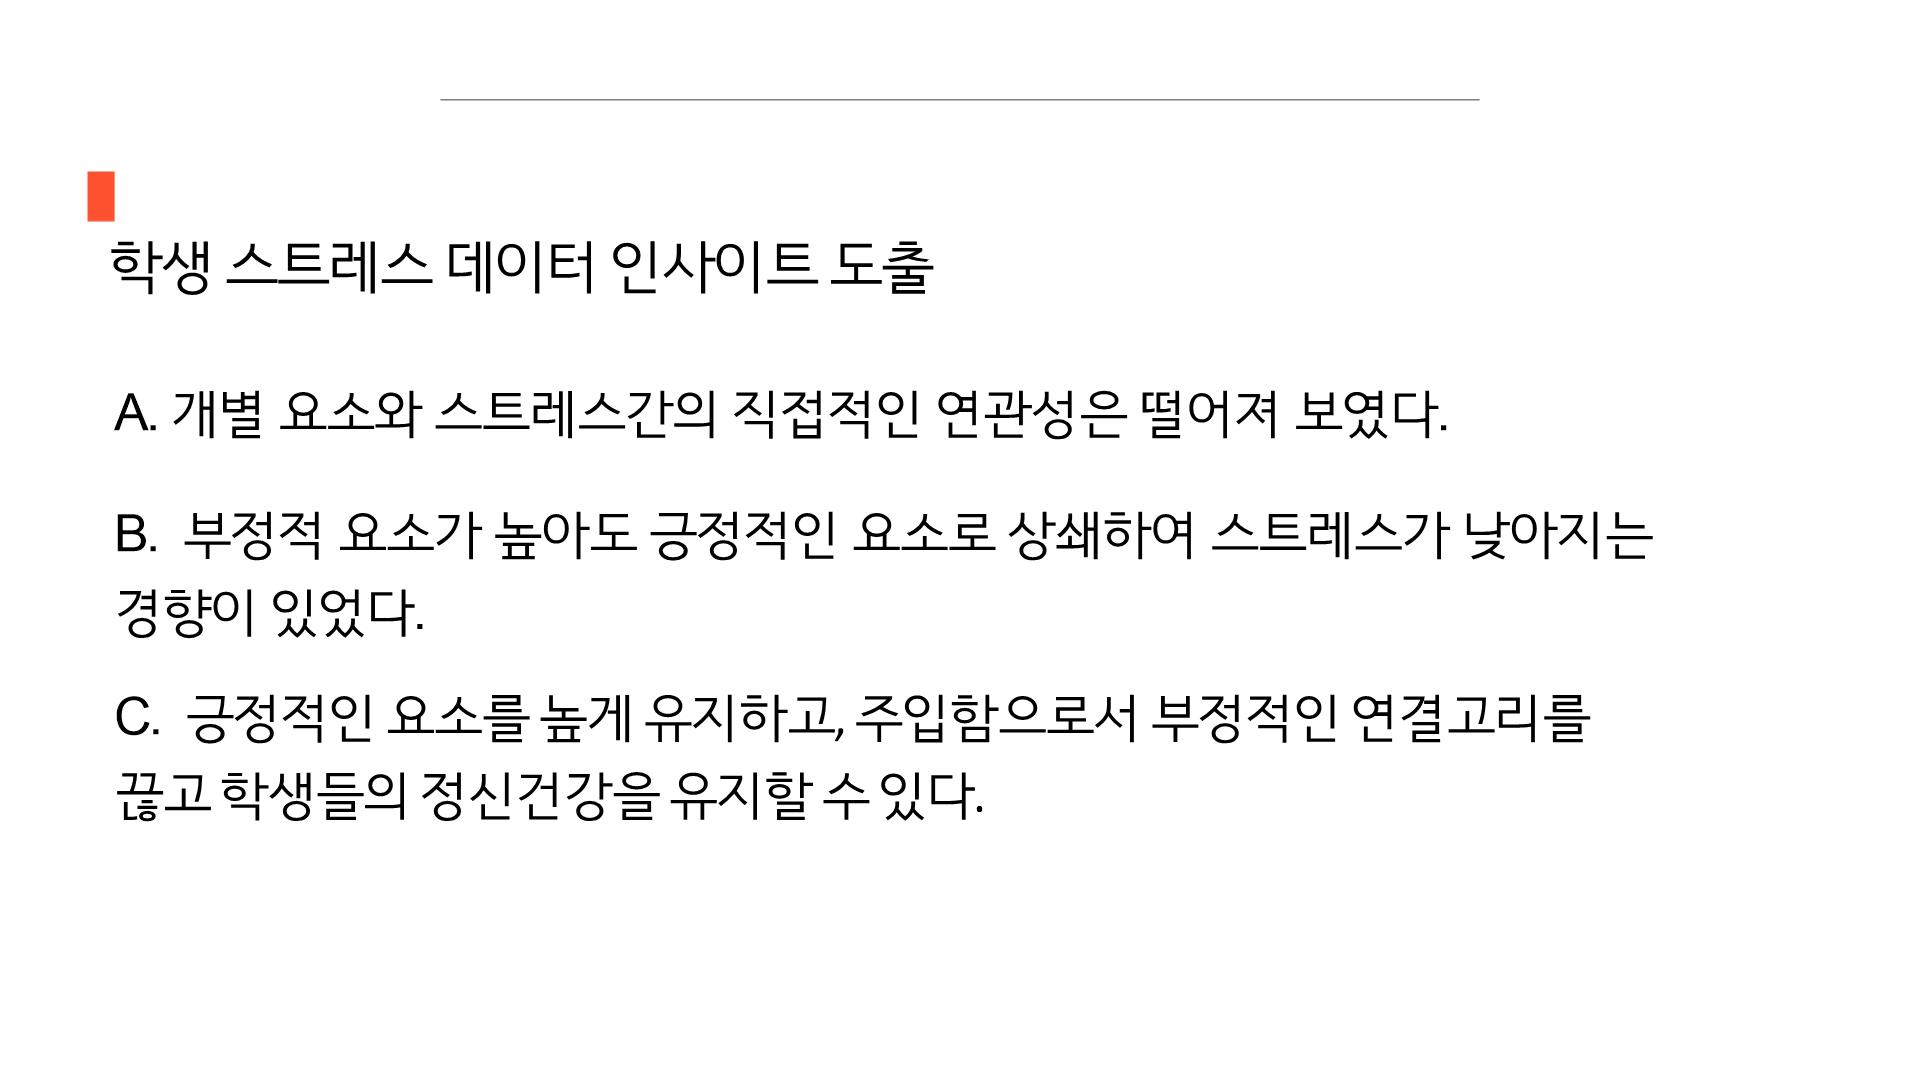 학생 스트레스 데이터 인사이트 도출
A. 개별 요소와 스트레스간의 직접적인 연관성은 떨어져 보였다.
B. 부정적 요소가 높아도 긍정적인 요소로 상쇄하여 스트레스가 낮아지는
경향이 있었다.
C. 긍정적인 요소를 높게 유지하고, 주입함으로서 부정적인 연결고리를
끊고 학생들의 정신건강을 유지할 수 있다.